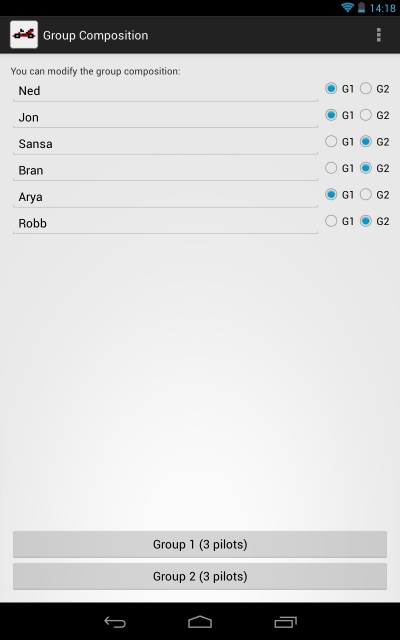 14:18
Group Composition
You can modify the group composition:
Ned G1 G2
Jon G1 G2
Sansa G1 G2
Bran G1 G2
Arya G1 G2
Robb G1 G2
Group 1 (3 pilots)
Group 2 (3 pilots)